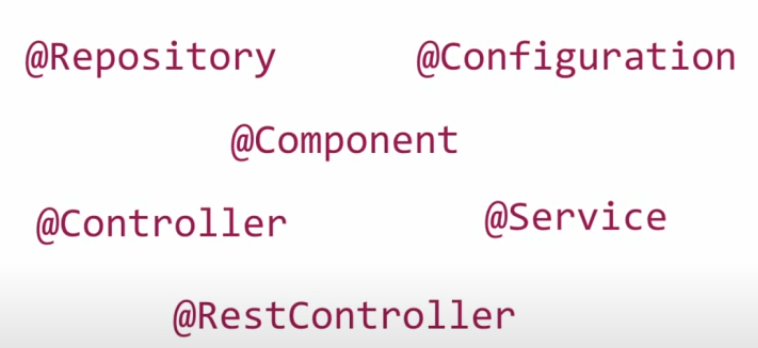 @Repository @Configuration
@Component
@Controller @Service
@RestController